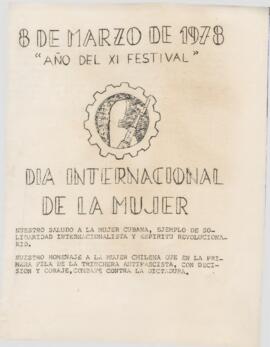 8 DE MARZO DE 1978
"AÑO DEL XI FESTIVAL"
DIA INTERNACIONAL
DE LA MUJER
NUESTRO SALUDO A LA MUJER CUBANA, EJEMPLO DE SO-
LIDARIDAD INTERNACIONALISTA Y ESPIRITU REVOLUCIONA-
RIO.
NUESTRO HOMENAJE A LA MUJER CHILENA QUE EN LA PRI-
MERA FILA DE LA TRINCHERA ANTIFASCISTA, CON DECI-
SION Y CORAJE, COMBATE CONTRA LA DICTADURA.